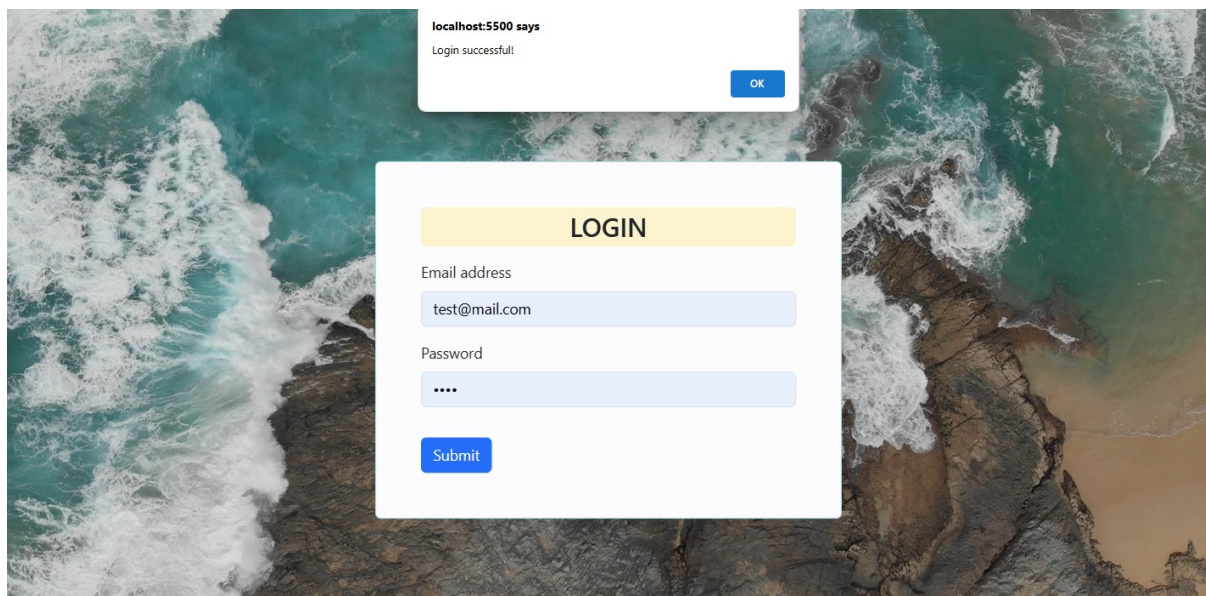 localhost:5500 says
Login successful!
OK
LOGIN
Email address
test@mail.com
Password
••••
Submit